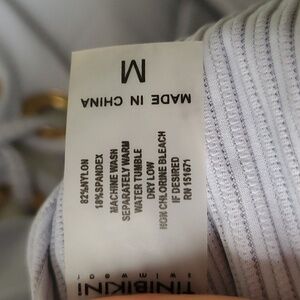 M
MADE IN CHINA
82%NYLON
18%SPANDEX
MACHINE WASH
SEPARATELY WARM
WATER TUMBLE
DRY LOW
NON CHLORINE BLEACH
IF DESIRED
RN 151671
TINIBIKINI
swimwear